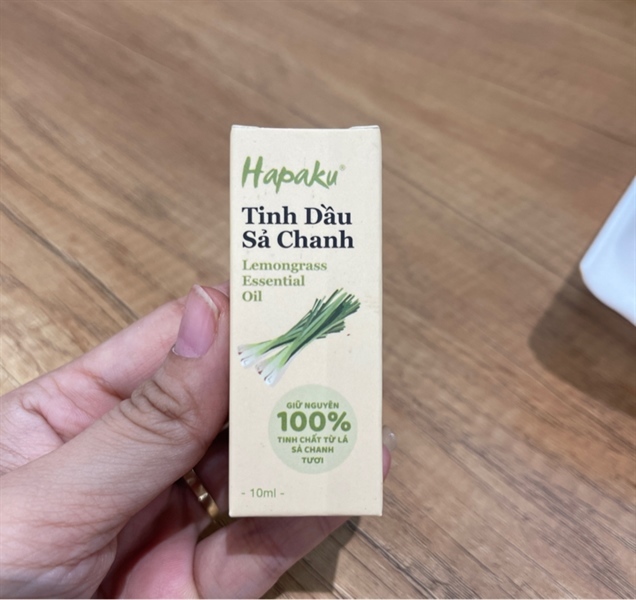 Hapaku®
Tinh Dầu
Sả Chanh
Lemongrass
Essential
Oil
GIỮ NGUYÊN
100%
TINH CHẤT TỪ LÁ
SẢ CHANH
TƯƠI
- 10ml -